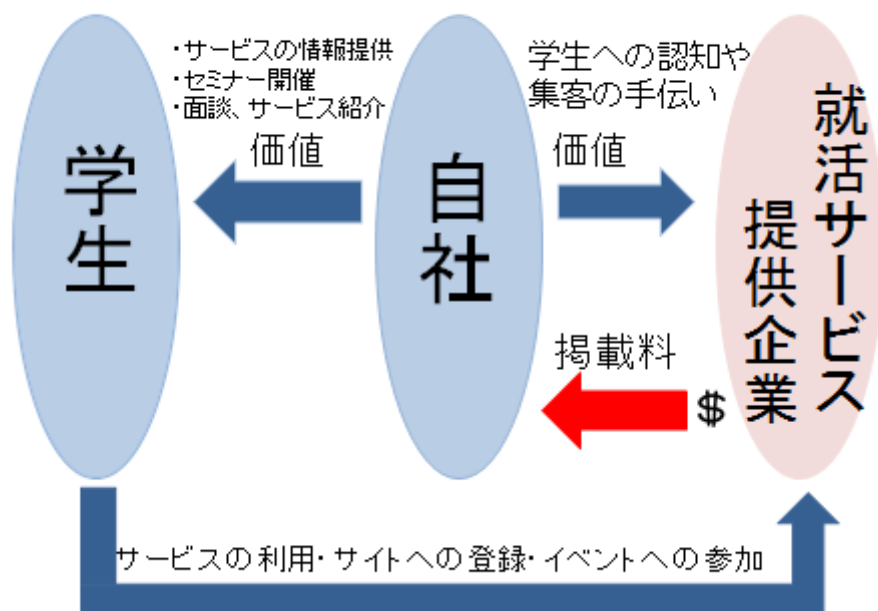 ・サービスの情報提供
・セミナー開催
・面談、サービス紹介
価値
学生
自社
学生への認知や
集客の手伝い
価値
就活サービス
提供企業
掲載料
$
サービスの利用・サイトへの登録・イベントへの参加